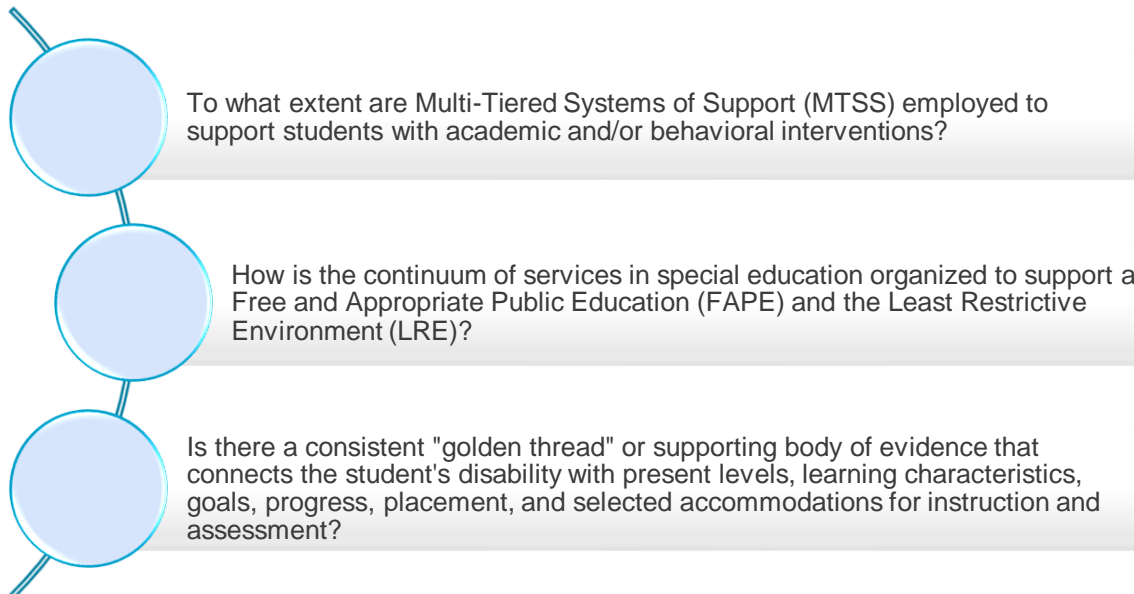 To what extent are Multi-Tiered Systems of Support (MTSS) employed to
support students with academic and/or behavioral interventions?
How is the continuum of services in special education organized to support a
Free and Appropriate Public Education (FAPE) and the Least Restrictive
Environment (LRE)?
Is there a consistent "golden thread" or supporting body of evidence that
connects the student's disability with present levels, learning characteristics,
goals, progress, placement, and selected accommodations for instruction and
assessment?